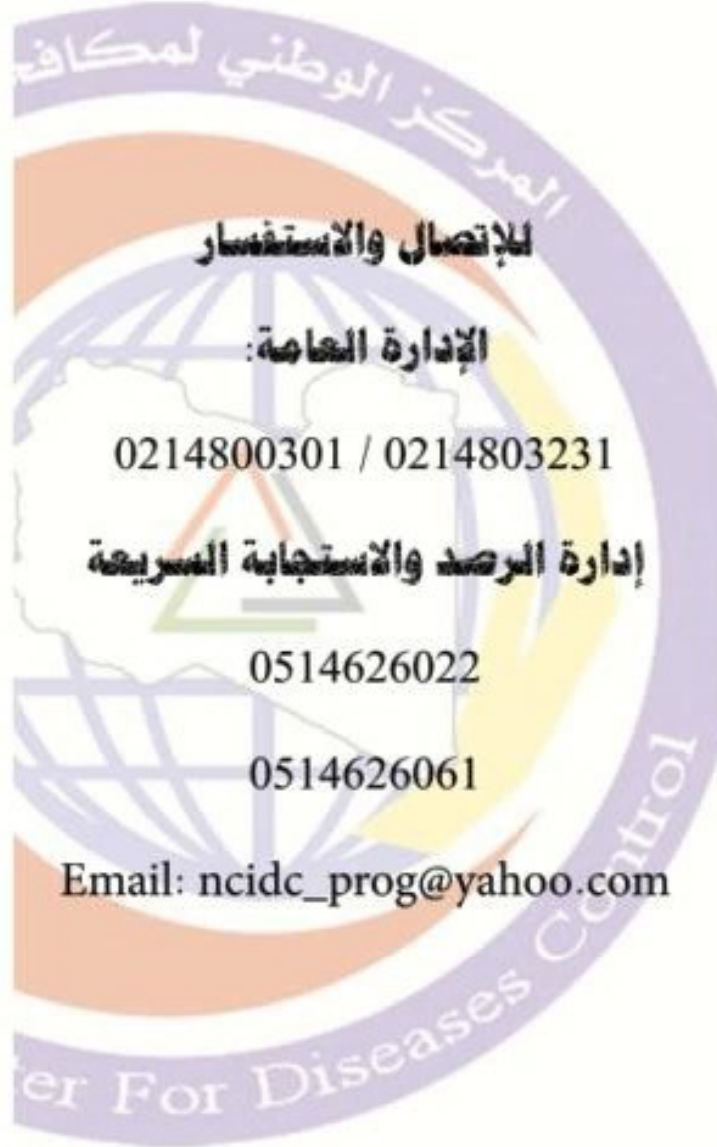 المركز الوطني لمكافح
للإتصال والاستفسار
الإدارة العامة:
0214800301 / 0214803231
إدارة الرصد والاستجابة السريعة
0514626022
0514626061
Email: ncidc_prog@yahoo.com
er For Diseases Control